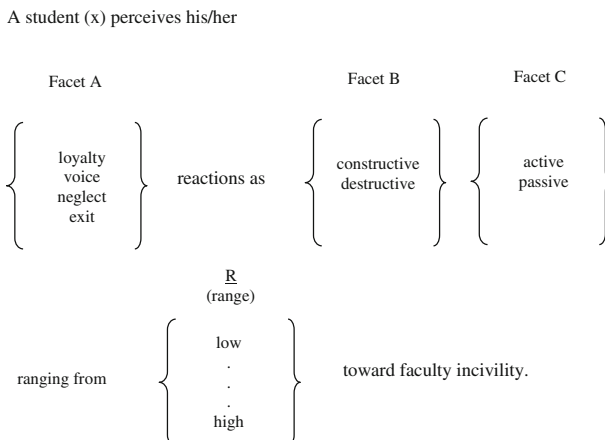 A student (x) perceives his/her
Facet A
Facet B
Facet C
loyalty
voice
neglect
exit
reactions as
constructive
destructive
active
passive
R
(range)
ranging from
low
.
.
.
high
toward faculty incivility.